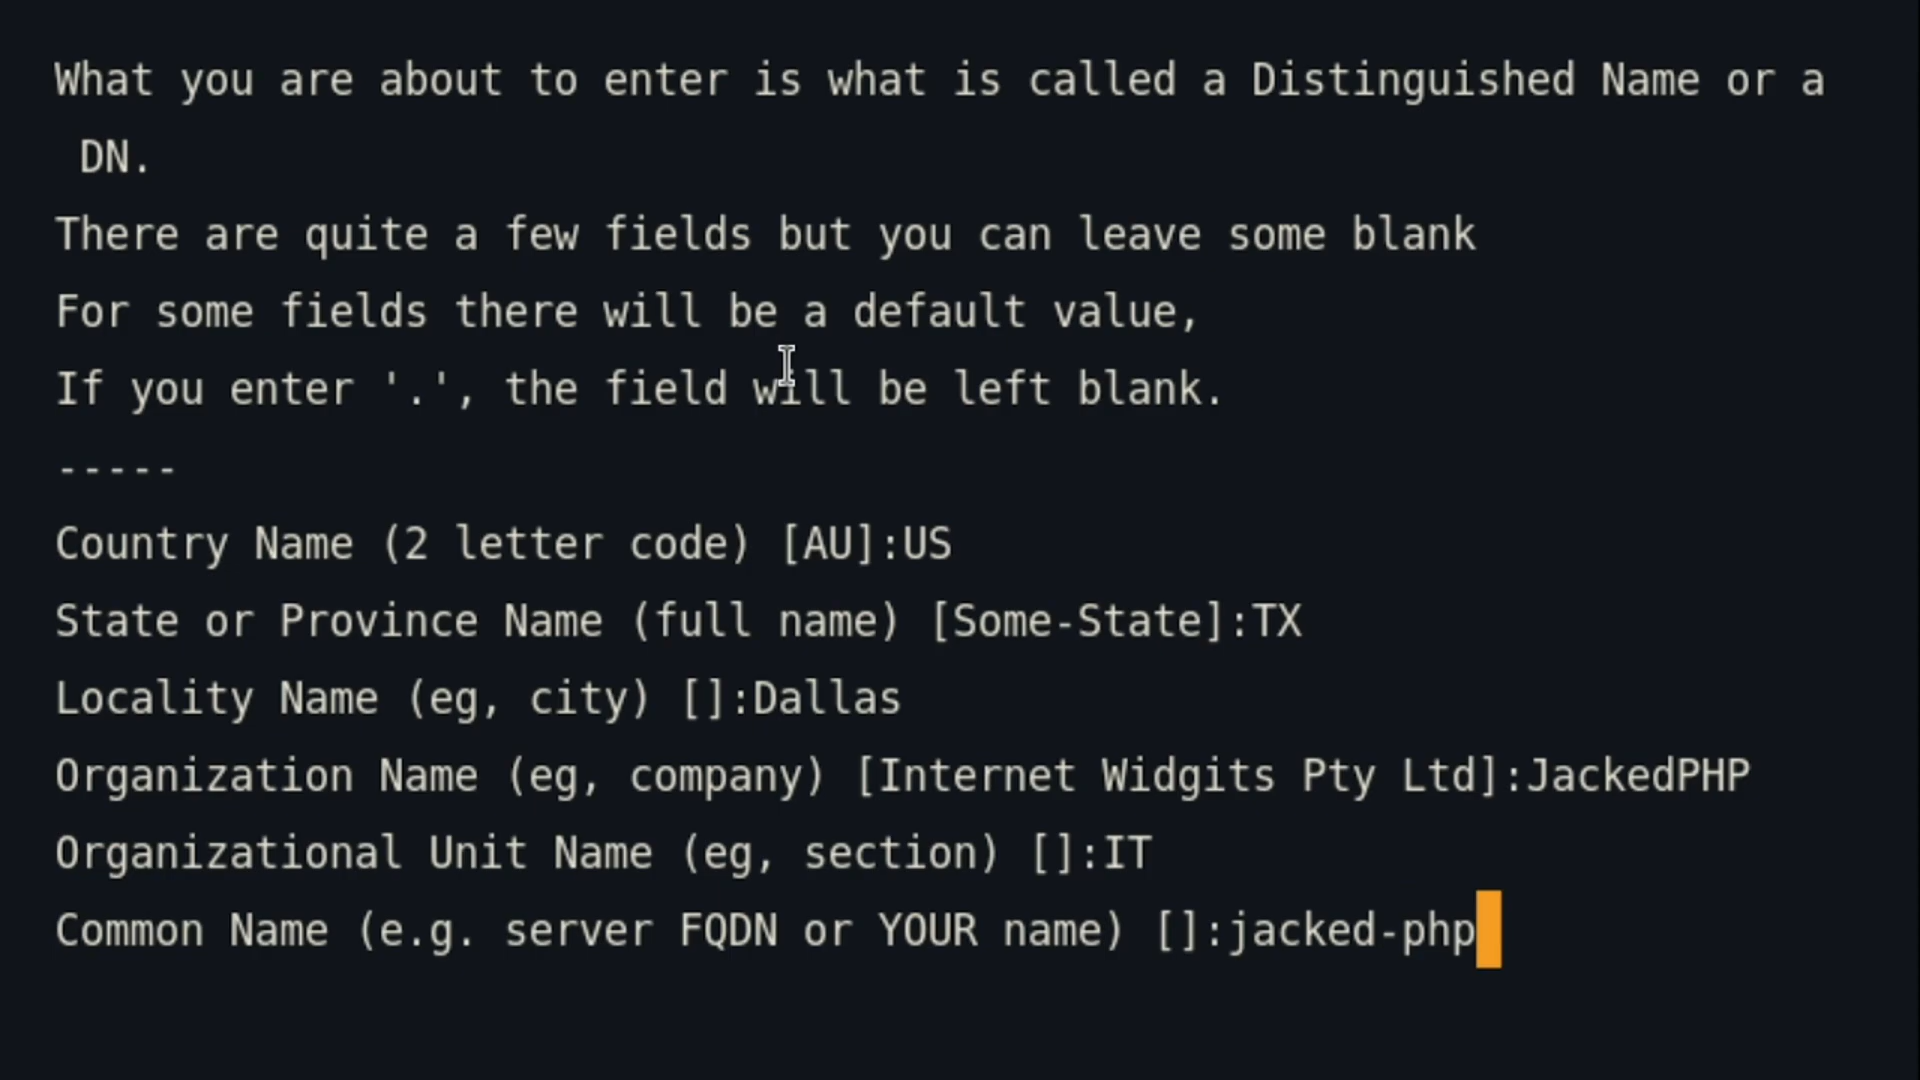 What you are about to enter is what is called a Distinguished Name or a
 DN.
There are quite a few fields but you can leave some blank
For some fields there will be a default value,
If you enter '.', the field will be left blank.
-----
Country Name (2 letter code) [AU]:US
State or Province Name (full name) [Some-State]:TX
Locality Name (eg, city) []:Dallas
Organization Name (eg, company) [Internet Widgits Pty Ltd]:JackedPHP
Organizational Unit Name (eg, section) []:IT
Common Name (e.g. server FQDN or YOUR name) []:jacked-php